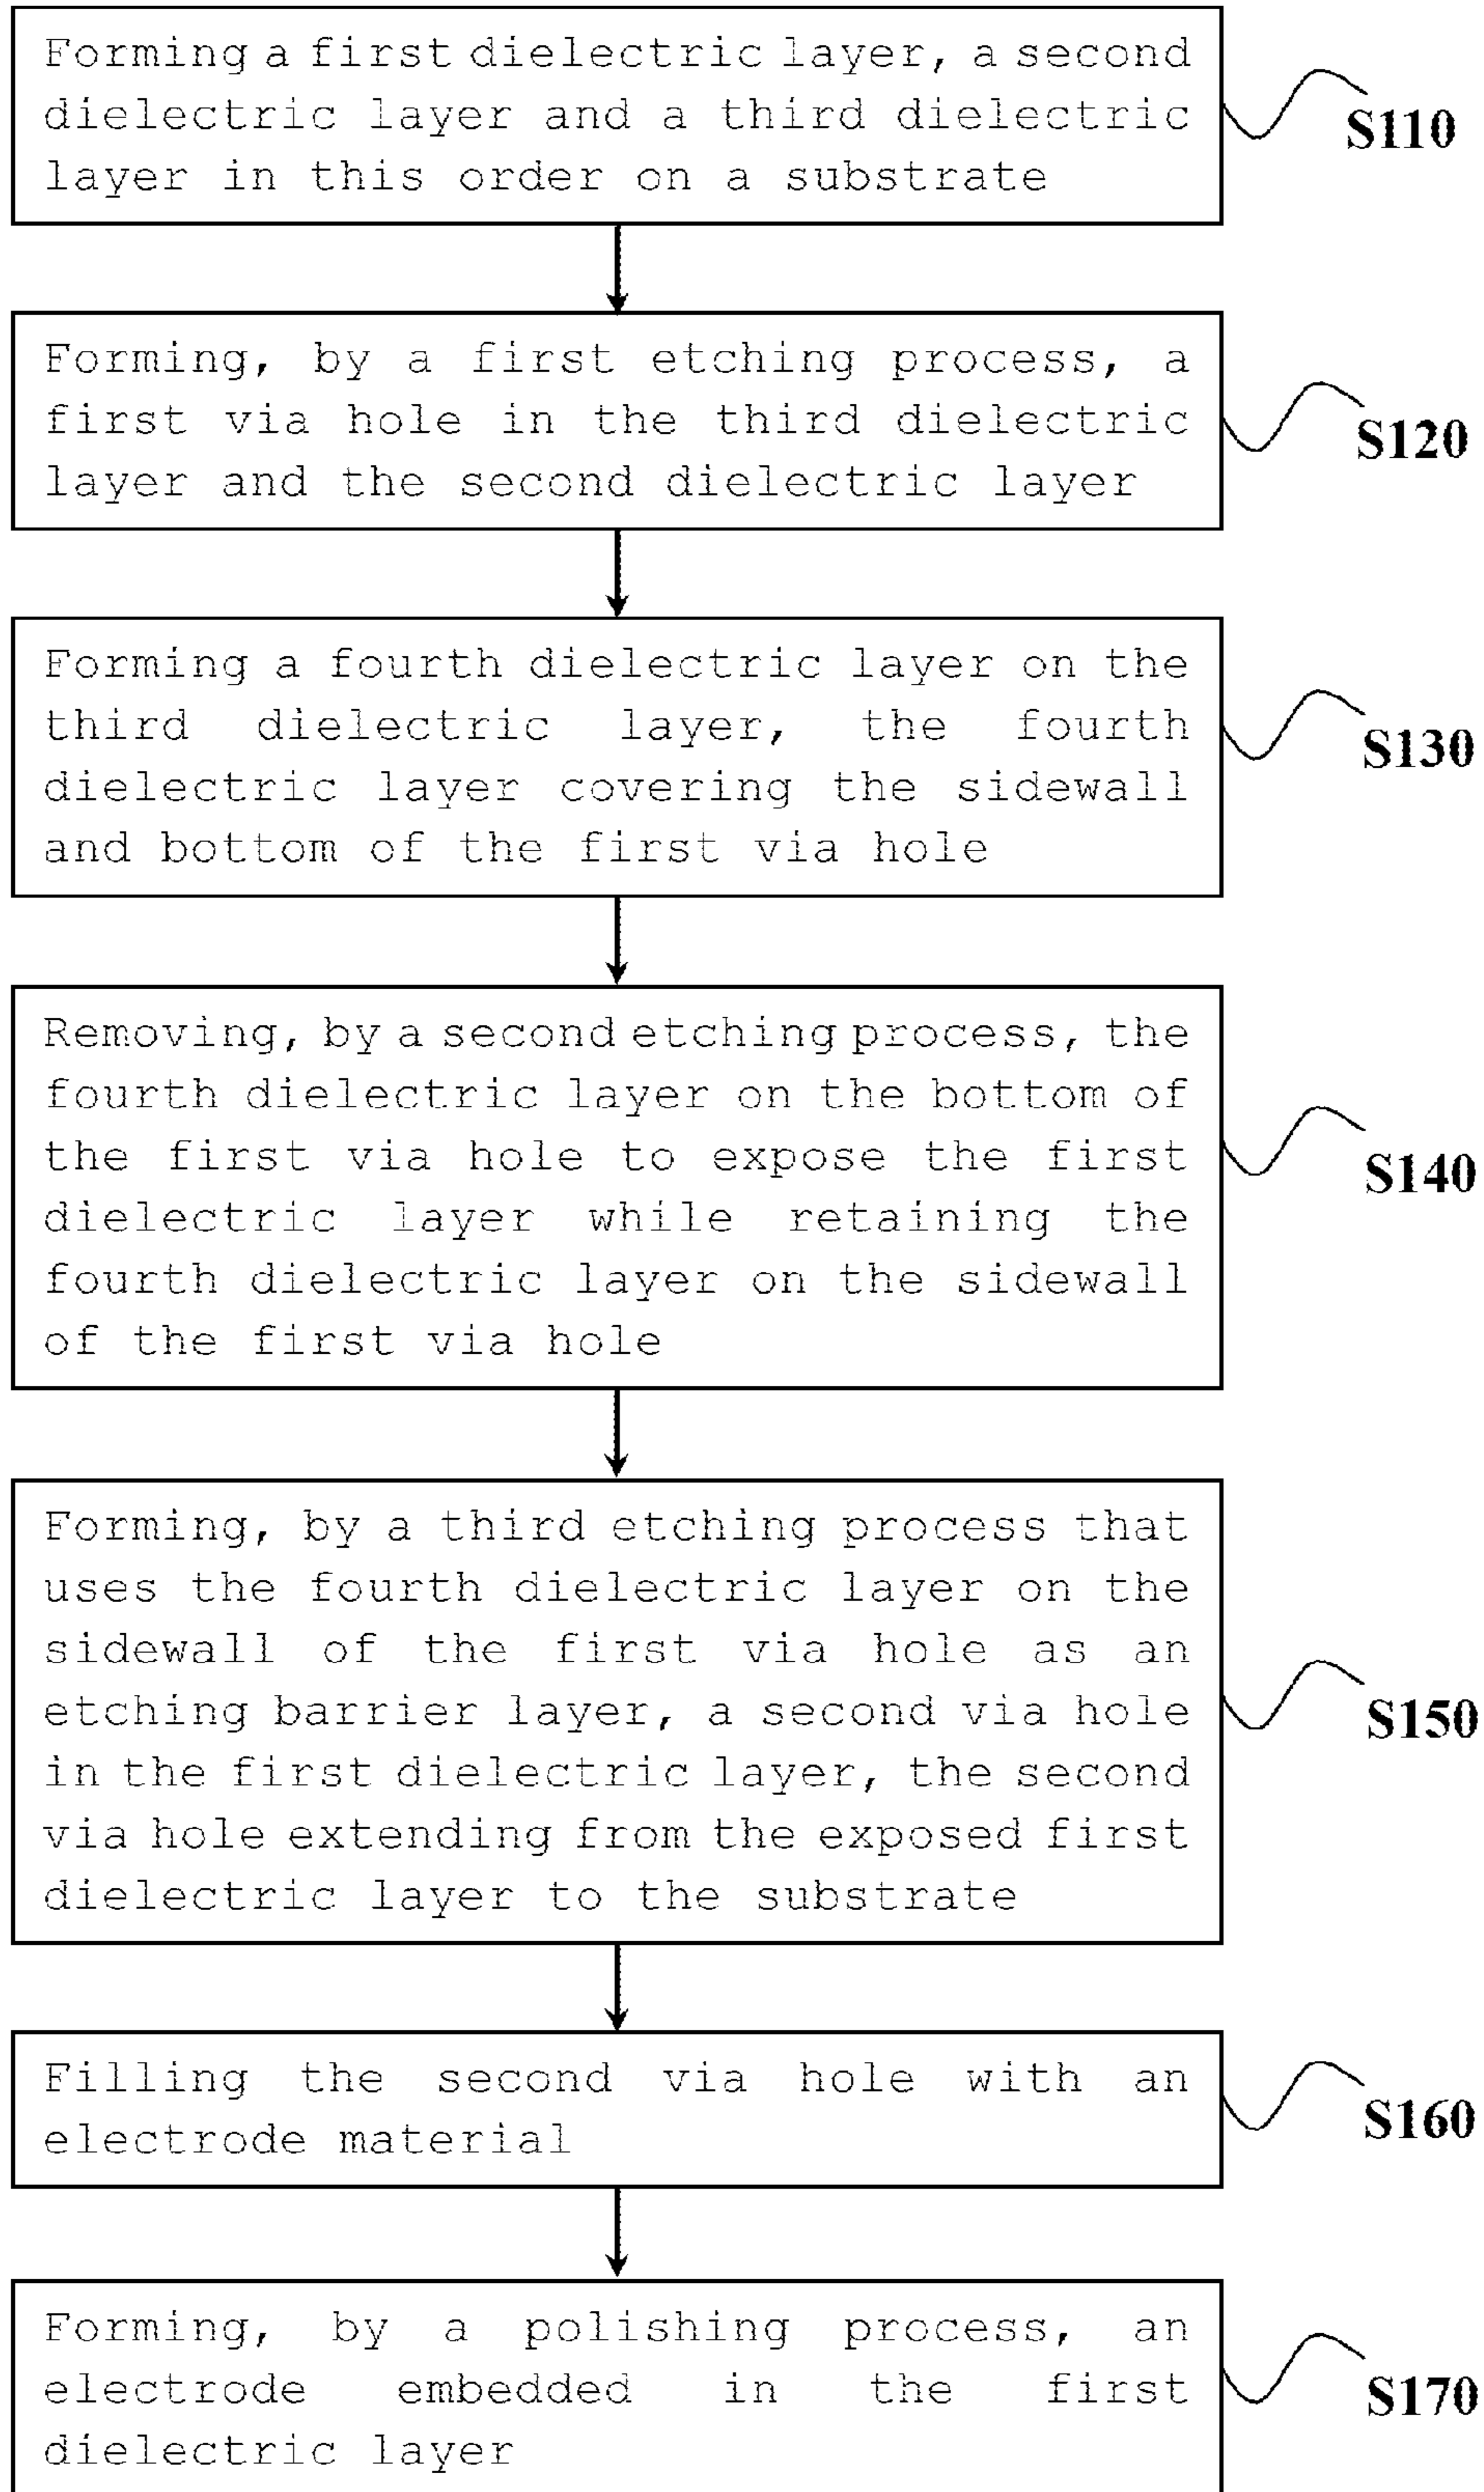 Forming a first dielectric layer, a second
dielectric layer and a third dielectric
layer in this order on a substrate
S110
Forming, by a first etching process, a
first via hole in the third dielectric
layer and the second dielectric layer
S120
Forming a fourth dielectric layer on the
third dielectric layer, the fourth
dielectric layer covering the sidewall
and bottom of the first via hole
S130
Removing, by a second etching process, the
fourth dielectric layer on the bottom of
the first via hole to expose the first
dielectric layer while retaining the
fourth dielectric layer on the sidewall
of the first via hole
S140
Forming, by a third etching process that
uses the fourth dielectric layer on the
sidewall of the first via hole as an
etching barrier layer, a second via hole
in the first dielectric layer, the second
via hole extending from the exposed first
dielectric layer to the substrate
S150
Filling the second via hole with an
electrode material
S160
Forming, by a polishing process, an
electrode embedded in the first
dielectric layer
S170